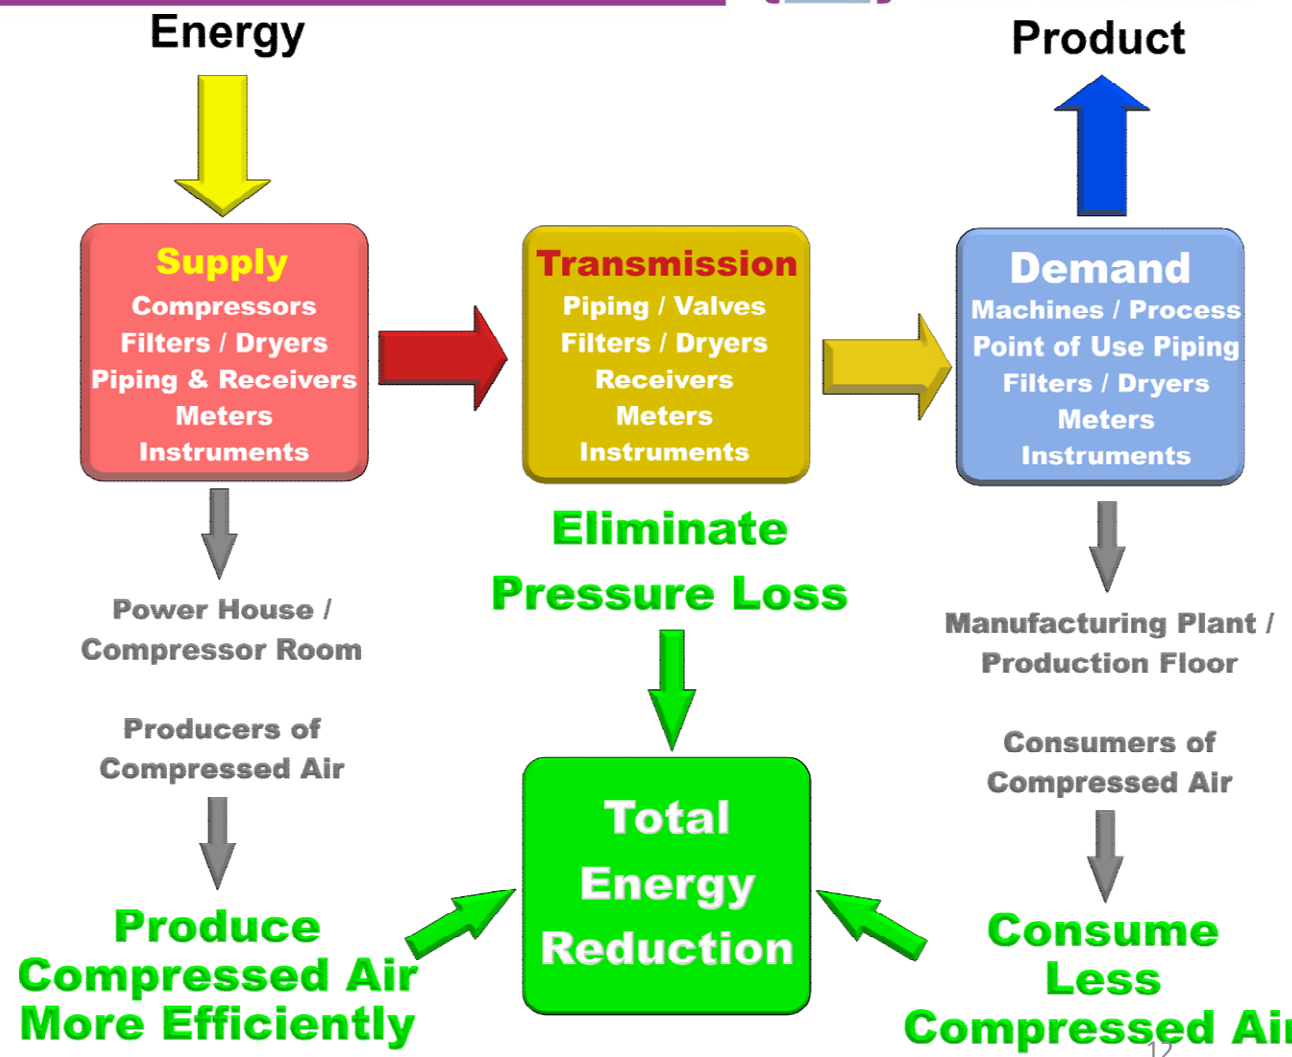 Energy
Product
Supply
Compressors
Filters / Dryers
Piping & Receivers
Meters
Instruments
Transmission
Piping / Valves
Filters / Dryers
Receivers
Meters
Instruments
Demand
Machines / Process
Point of Use Piping
Filters / Dryers
Meters
Instruments
Eliminate
Pressure Loss
Power House /
Compressor Room
Producers of
Compressed Air
Manufacturing Plant /
Production Floor
Consumers of
Compressed Air
Total
Energy
Reduction
Produce
Compressed Air
More Efficiently
Consume
Less
Compressed Air
12